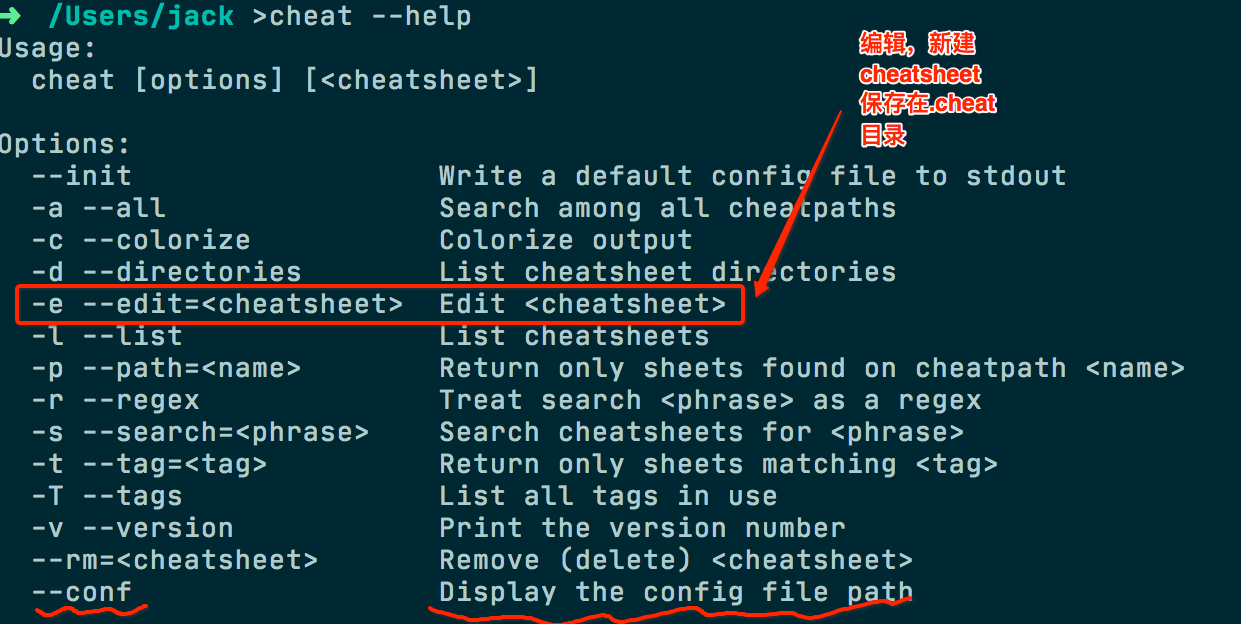 → /Users/jack >cheat --help
Usage:
cheat [options] [<cheatsheet>]
编辑，新建
cheatsheet
保存在.cheat
目录
Options:
--init Write a default config file to stdout
-a --all Search among all cheatpaths
-c --colorize Colorize output
-d --directories List cheatsheet directories
-e --edit=<cheatsheet> Edit <cheatsheet>
-l --list List cheatsheets
-p --path=<name> Return only sheets found on cheatpath <name>
-r --regex Treat search <phrase> as a regex
-s --search=<phrase> Search cheatsheets for <phrase>
-t --tag=<tag> Return only sheets matching <tag>
-T --tags List all tags in use
-v --version Print the version number
--rm=<cheatsheet> Remove (delete) <cheatsheet>
--conf Display the config file path